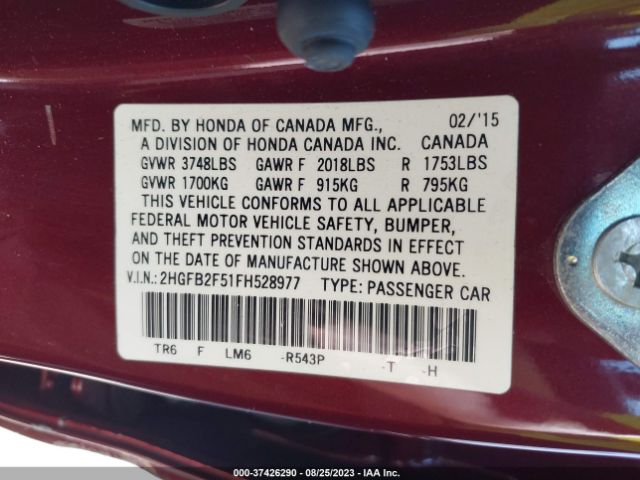 MFD. BY HONDA OF CANADA MFG., 02/'15
A DIVISION OF HONDA CANADA INC. CANADA
GVWR 3748LBS GAWR F 2018LBS R 1753LBS
GVWR 1700KG GAWR F 915KG R 795KG
THIS VEHICLE CONFORMS TO ALL APPLICABLE
FEDERAL MOTOR VEHICLE SAFETY, BUMPER,
AND THEFT PREVENTION STANDARDS IN EFFECT
ON THE DATE OF MANUFACTURE SHOWN ABOVE.
V.I.N.: 2HGFB2F51FH528977 TYPE: PASSENGER CAR
TR6 F LM6 -R543P -T -H
000-37426290 - 08/25/2023 - IAA Inc.